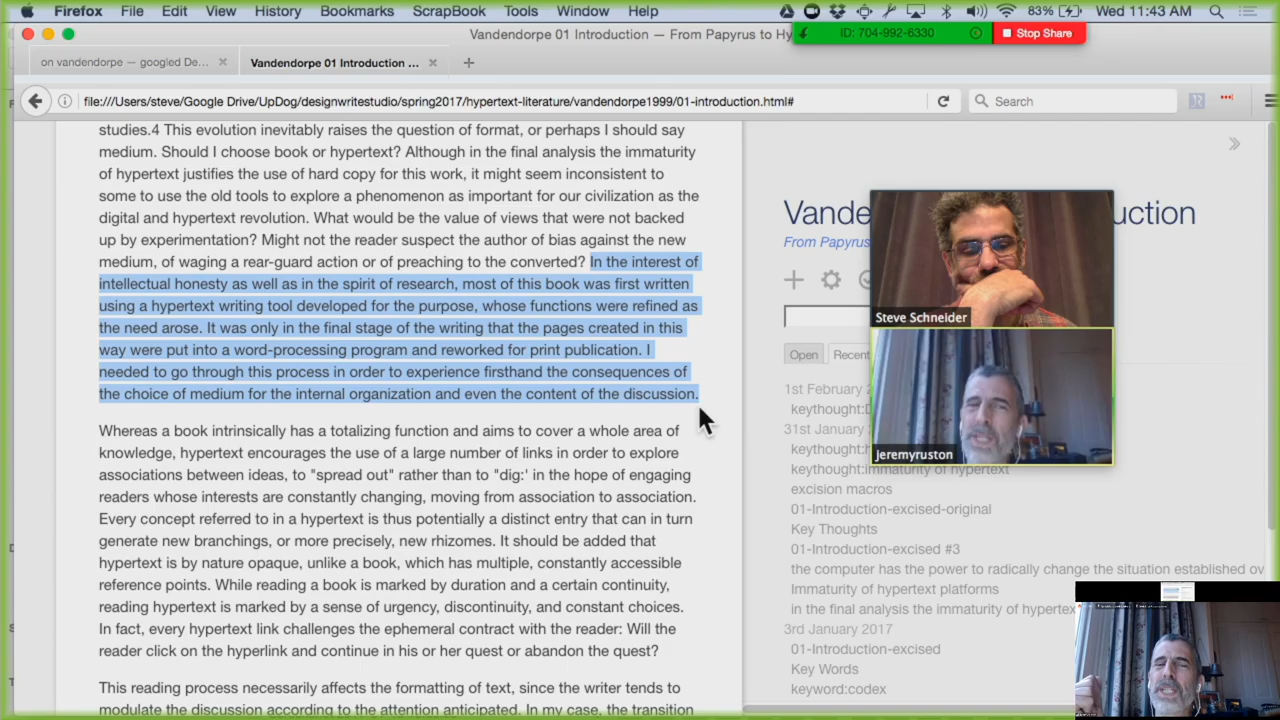 Firefox File Edit View History Bookmarks ScrapBook Tools Window Help 83% Wed 11:43 AM
Vandendorpe 01 Introduction — From Papyrus to Hy
ID: 704-992-6330 Stop Share
on vandendorpe — googled De... Vandendorpe 01 Introduction ...
file:///Users/steve/Google Drive/UpDog/designwritestudio/spring2017/hypertext-literature/vandendorpe1999/01-introduction.html# Search
studies.4 This evolution inevitably raises the question of format, or perhaps I should say
medium. Should I choose book or hypertext? Although in the final analysis the immaturity
of hypertext justifies the use of hard copy for this work, it might seem inconsistent to
some to use the old tools to explore a phenomenon as important for our civilization as the
digital and hypertext revolution. What would be the value of views that were not backed
up by experimentation? Might not the reader suspect the author of bias against the new
medium, of waging a rear-guard action or of preaching to the converted? In the interest of
intellectual honesty as well as in the spirit of research, most of this book was first written
using a hypertext writing tool developed for the purpose, whose functions were refined as
the need arose. It was only in the final stage of the writing that the pages created in this
way were put into a word-processing program and reworked for print publication. I
needed to go through this process in order to experience firsthand the consequences of
the choice of medium for the internal organization and even the content of the discussion.
Whereas a book intrinsically has a totalizing function and aims to cover a whole area of
knowledge, hypertext encourages the use of a large number of links in order to explore
associations between ideas, to "spread out" rather than to "dig:' in the hope of engaging
readers whose interests are constantly changing, moving from association to association.
Every concept referred to in a hypertext is thus potentially a distinct entry that can in turn
generate new branchings, or more precisely, new rhizomes. It should be added that
hypertext is by nature opaque, unlike a book, which has multiple, constantly accessible
reference points. While reading a book is marked by duration and a certain continuity,
reading hypertext is marked by a sense of urgency, discontinuity, and constant choices.
In fact, every hypertext link challenges the ephemeral contract with the reader: Will the
reader click on the hyperlink and continue in his or her quest or abandon the quest?
This reading process necessarily affects the formatting of text, since the writer tends to
modulate the discussion according to the attention anticipated. In my case, the transition
Vande uction
From Papyrus
Steve Schneider
jeremyruston
Open Recent
1st February
keythought:
31st January
keythought:
keythought:immaturity of hypertext
excision macros
01-Introduction-excised-original
Key Thoughts
01-Introduction-excised #3
the computer has the power to radically change the situation established ov
Immaturity of hypertext platforms
in the final analysis the immaturity of hypertex
3rd January 2017
01-Introduction-excised
Key Words
keyword:codex